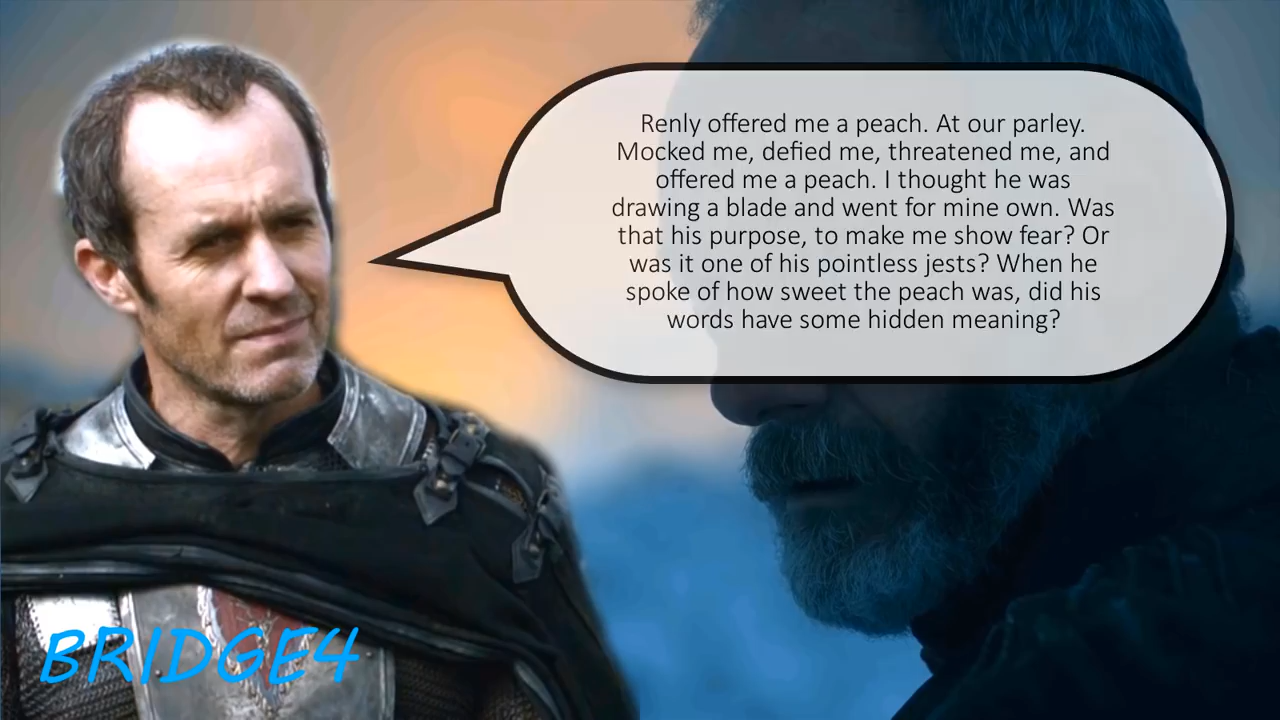 Renly offered me a peach. At our parley.
Mocked me, defied me, threatened me, and
offered me a peach. I thought he was
drawing a blade and went for mine own. Was
that his purpose, to make me show fear? Or
was it one of his pointless jests? When he
spoke of how sweet the peach was, did his
words have some hidden meaning?
BRIDGE4